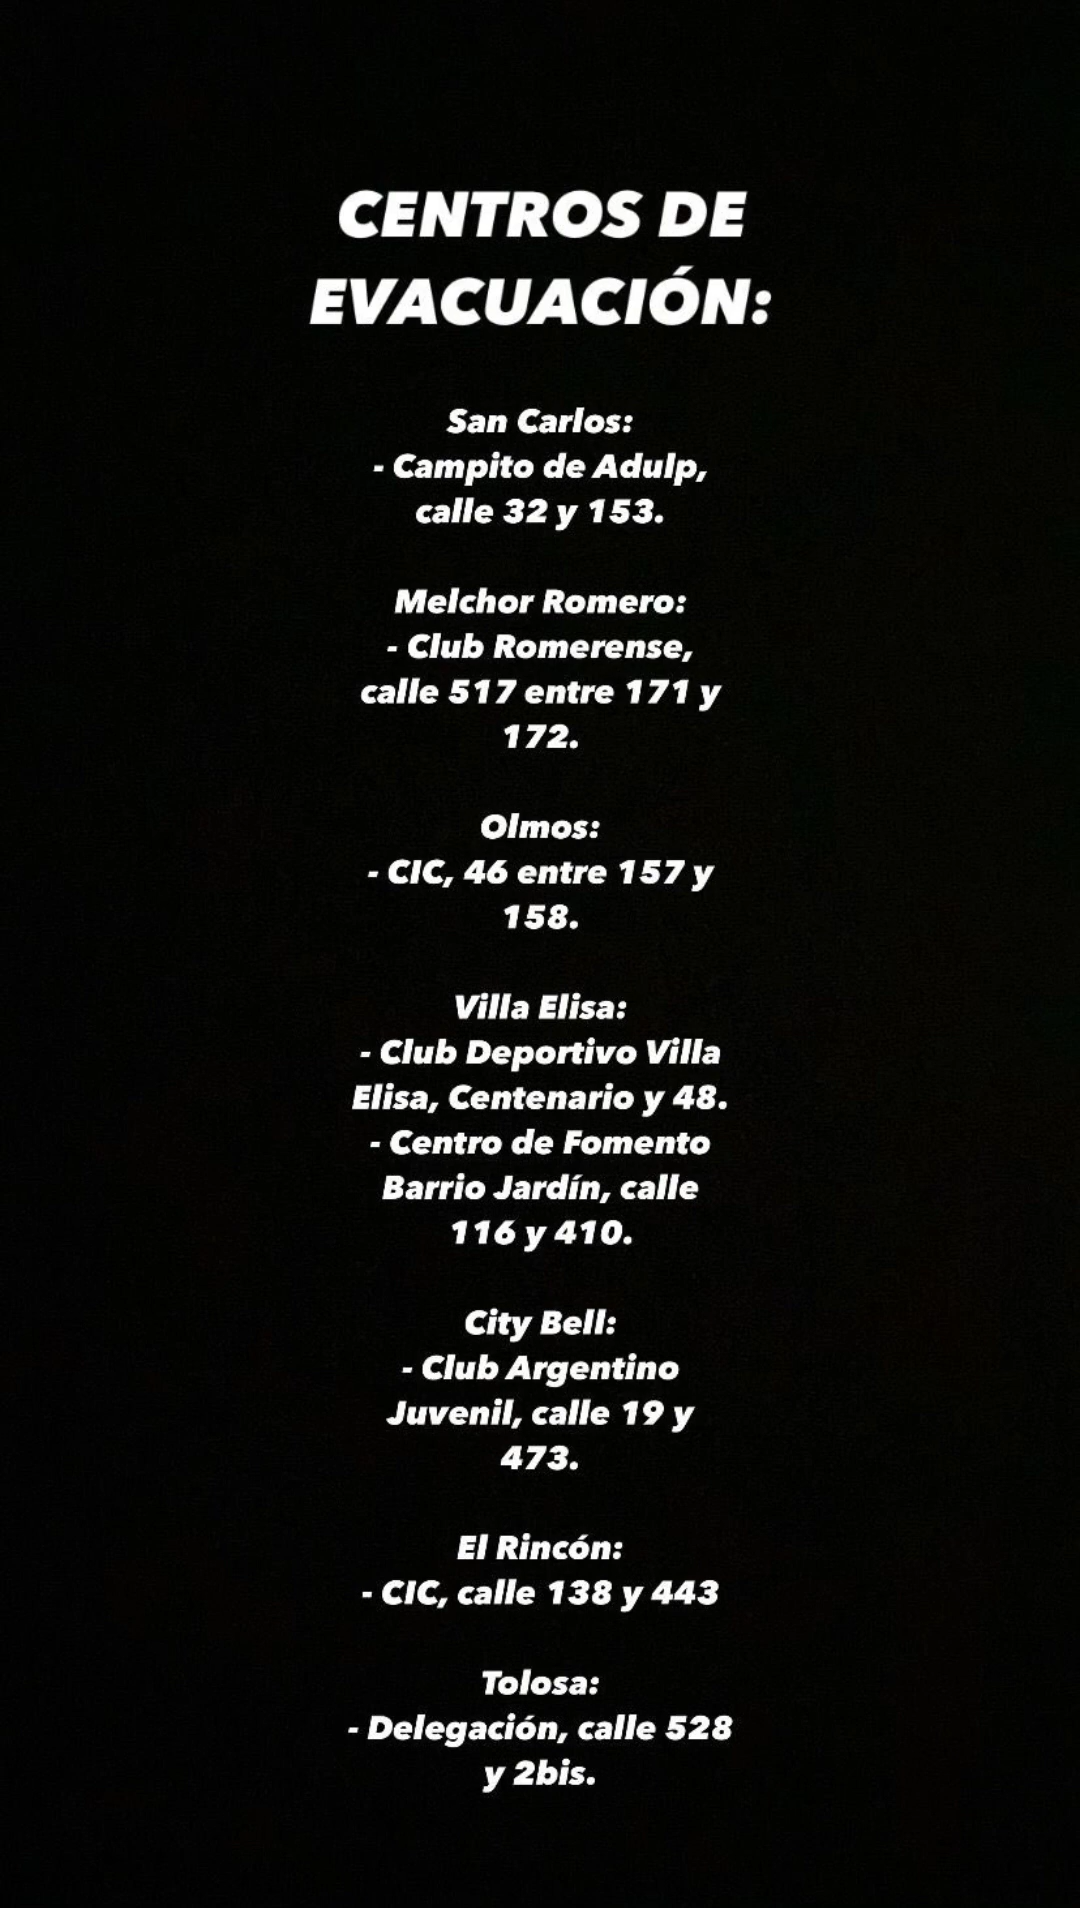 CENTROS DE
EVACUACIÓN:
San Carlos:
- Campito de Adulp,
calle 32 y 153.
Melchor Romero:
- Club Romerense,
calle 517 entre 171 y
172.
Olmos:
- CIC, 46 entre 157 y
158.
Villa Elisa:
- Club Deportivo Villa
Elisa, Centenario y 48.
- Centro de Fomento
Barrio Jardín, calle
116 y 410.
City Bell:
- Club Argentino
Juvenil, calle 19 y
473.
El Rincón:
- CIC, calle 138 y 443
Tolosa:
- Delegación, calle 528
y 2bis.